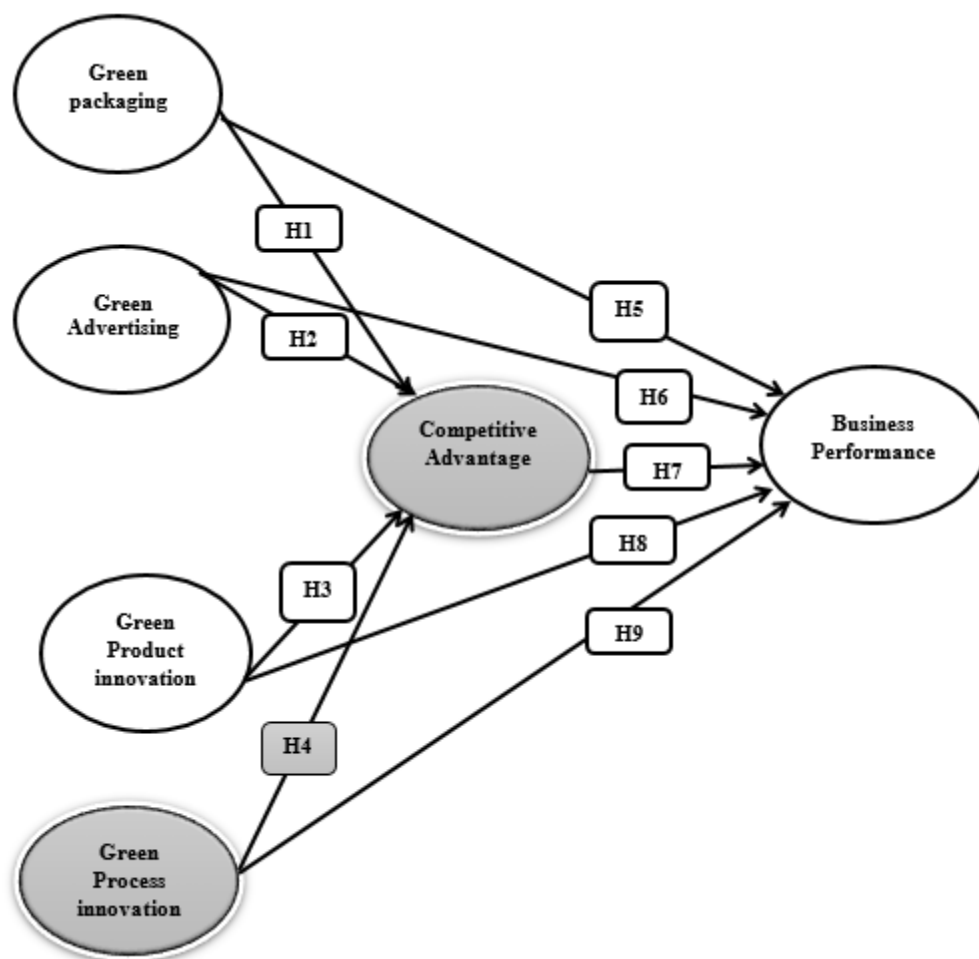 Green
packaging
H1
Green
Advertising
H2
H5
H6
Competitive
Advantage
H7
Business
Performance
H3
H8
Green
Product
innovation
H9
H4
Green
Process
innovation